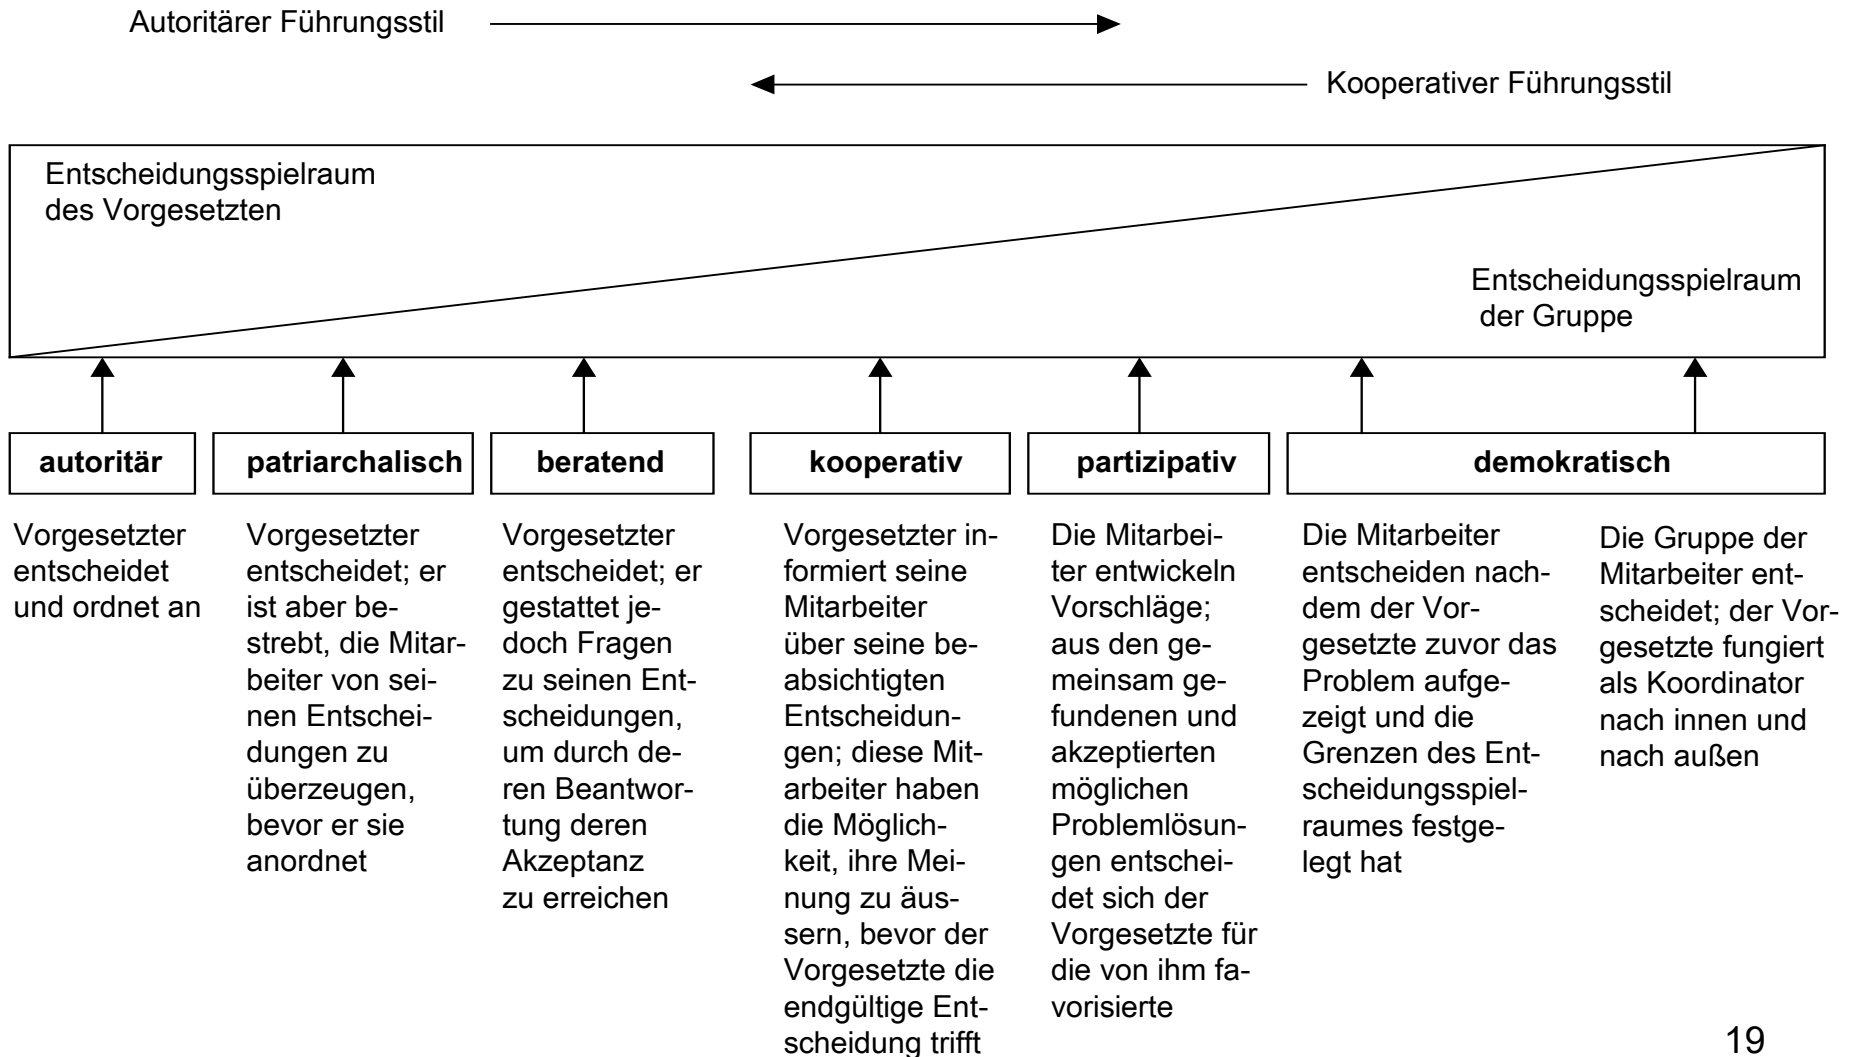 Autoritärer Führungsstil
Kooperativer Führungsstil
Entscheidungsspielraum
des Vorgesetzten
Entscheidungsspielraum
der Gruppe
autoritär
patriarchalisch
beratend
kooperativ
partizipativ
demokratisch
Vorgesetzter
entscheidet
und ordnet an
Vorgesetzter
entscheidet; er
ist aber be-
strebt, die Mitar-
beiter von sei-
nen Entschei-
dungen zu
überzeugen,
bevor er sie
anordnet
Vorgesetzter
entscheidet; er
gestattet je-
doch Fragen
zu seinen Ent-
scheidungen,
um durch de-
ren Beantwor-
tung deren
Akzeptanz
zu erreichen
Vorgesetzter in-
formiert seine
Mitarbeiter
über seine be-
absichtigten
Entscheidun-
gen; diese Mit-
arbeiter haben
die Möglich-
keit, ihre Mei-
nung zu äus-
sern, bevor der
Vorgesetzte die
endgültige Ent-
scheidung trifft
Die Mitarbei-
ter entwickeln
Vorschläge;
aus den ge-
meinsam ge-
fundenen und
akzeptierten
möglichen
Problemlösun-
gen entschei-
det sich der
Vorgesetzte für
die von ihm fa-
vorisierte
Die Mitarbeiter
entscheiden nach-
dem der Vor-
gesetzte zuvor das
Problem aufge-
zeigt und die
Grenzen des Ent-
scheidungsspiel-
raumes festge-
legt hat
Die Gruppe der
Mitarbeiter ent-
scheidet; der Vor-
gesetzte fungiert
als Koordinator
nach innen und
nach außen
19